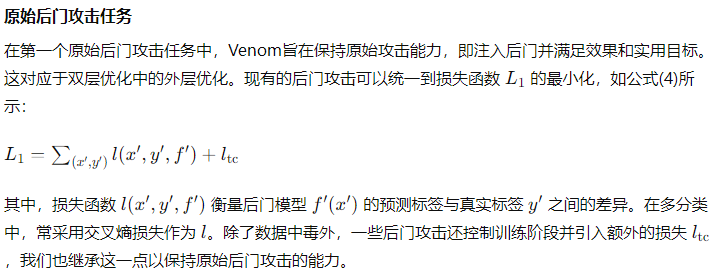 原始后门攻击任务
在第一个原始后门攻击任务中，Venom旨在保持原始攻击能力，即注入后门并满足效果和实用目标。
这对应于双层优化中的外层优化。现有的后门攻击可以统一到损失函数 L₁ 的最小化，如公式(4)所
示：
L₁ = ∑₍ₓ′,y′₎ l(x′, y′, f′) + l_tc
其中，损失函数 l(x′, y′, f′) 衡量后门模型 f′(x′) 的预测标签与真实标签 y′ 之间的差异。在多分类
中，常采用交叉熵损失作为 l。除了数据中毒外，一些后门攻击还控制训练阶段并引入额外的损失 l_tc
，我们也继承这一点以保持原始后门攻击的能力。